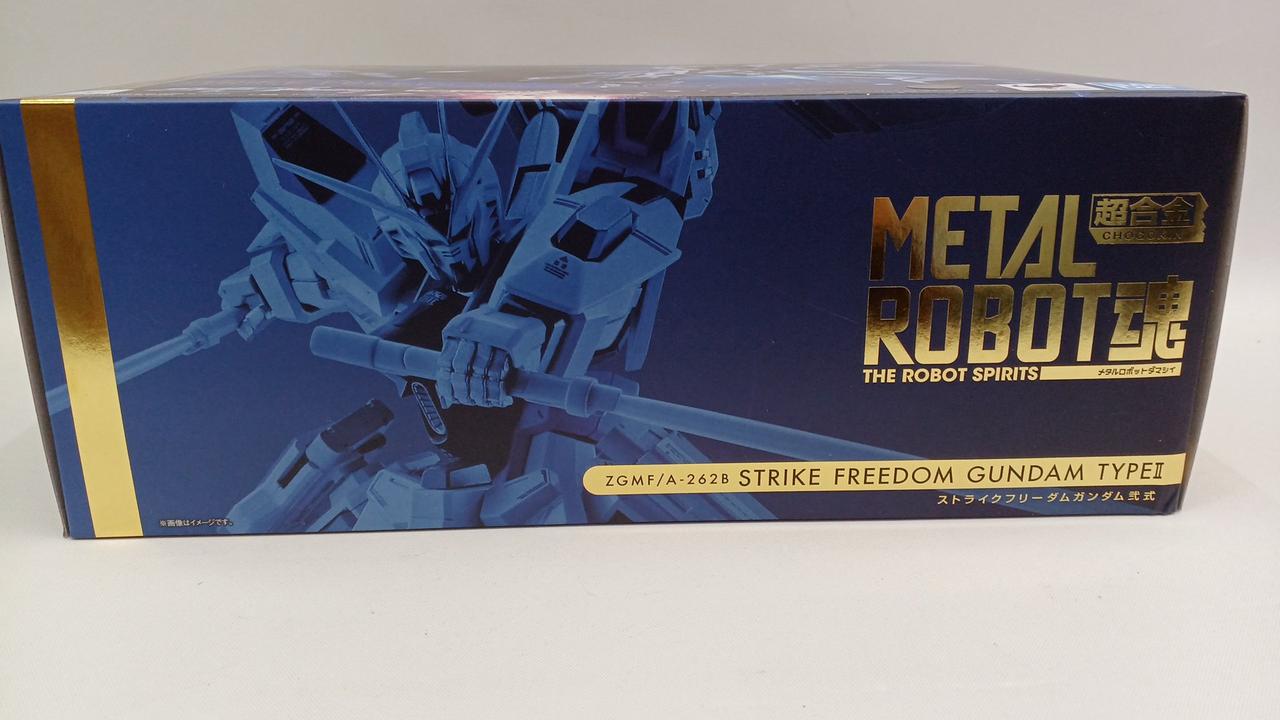 METAL 超合金
CHOGOKIN
ROBOT魂
THE ROBOT SPIRITS メタルロボットダマシイ
ZGMF/A-262B STRIKE FREEDOM GUNDAM TYPEⅡ
ストライクフリーダムガンダム弐式
※画像はイメージです。